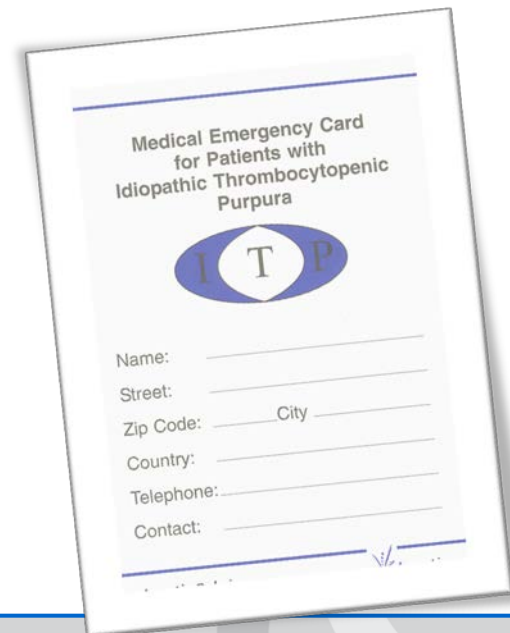 Medical Emergency Card
for Patients with
Idiopathic Thrombocytopenic
Purpura
I T P
Name:
Street:
Zip Code: City
Country:
Telephone:
Contact: